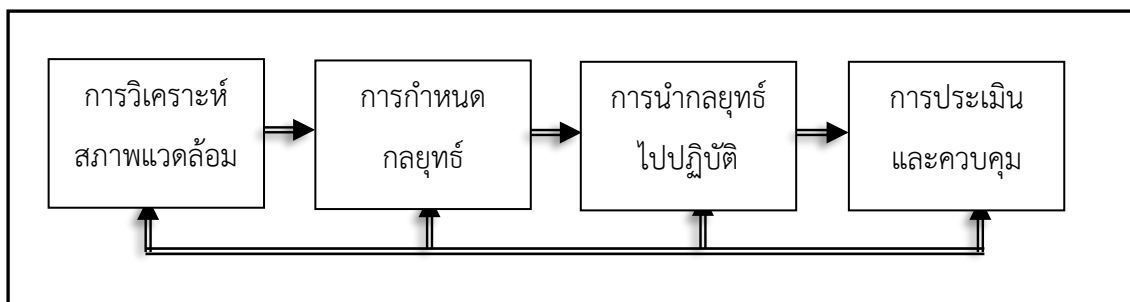 การวิเคราะห์
สภาพแวดล้อม
การกำหนด
กลยุทธ์
การนำกลยุทธ์
ไปปฏิบัติ
การประเมิน
และควบคุม